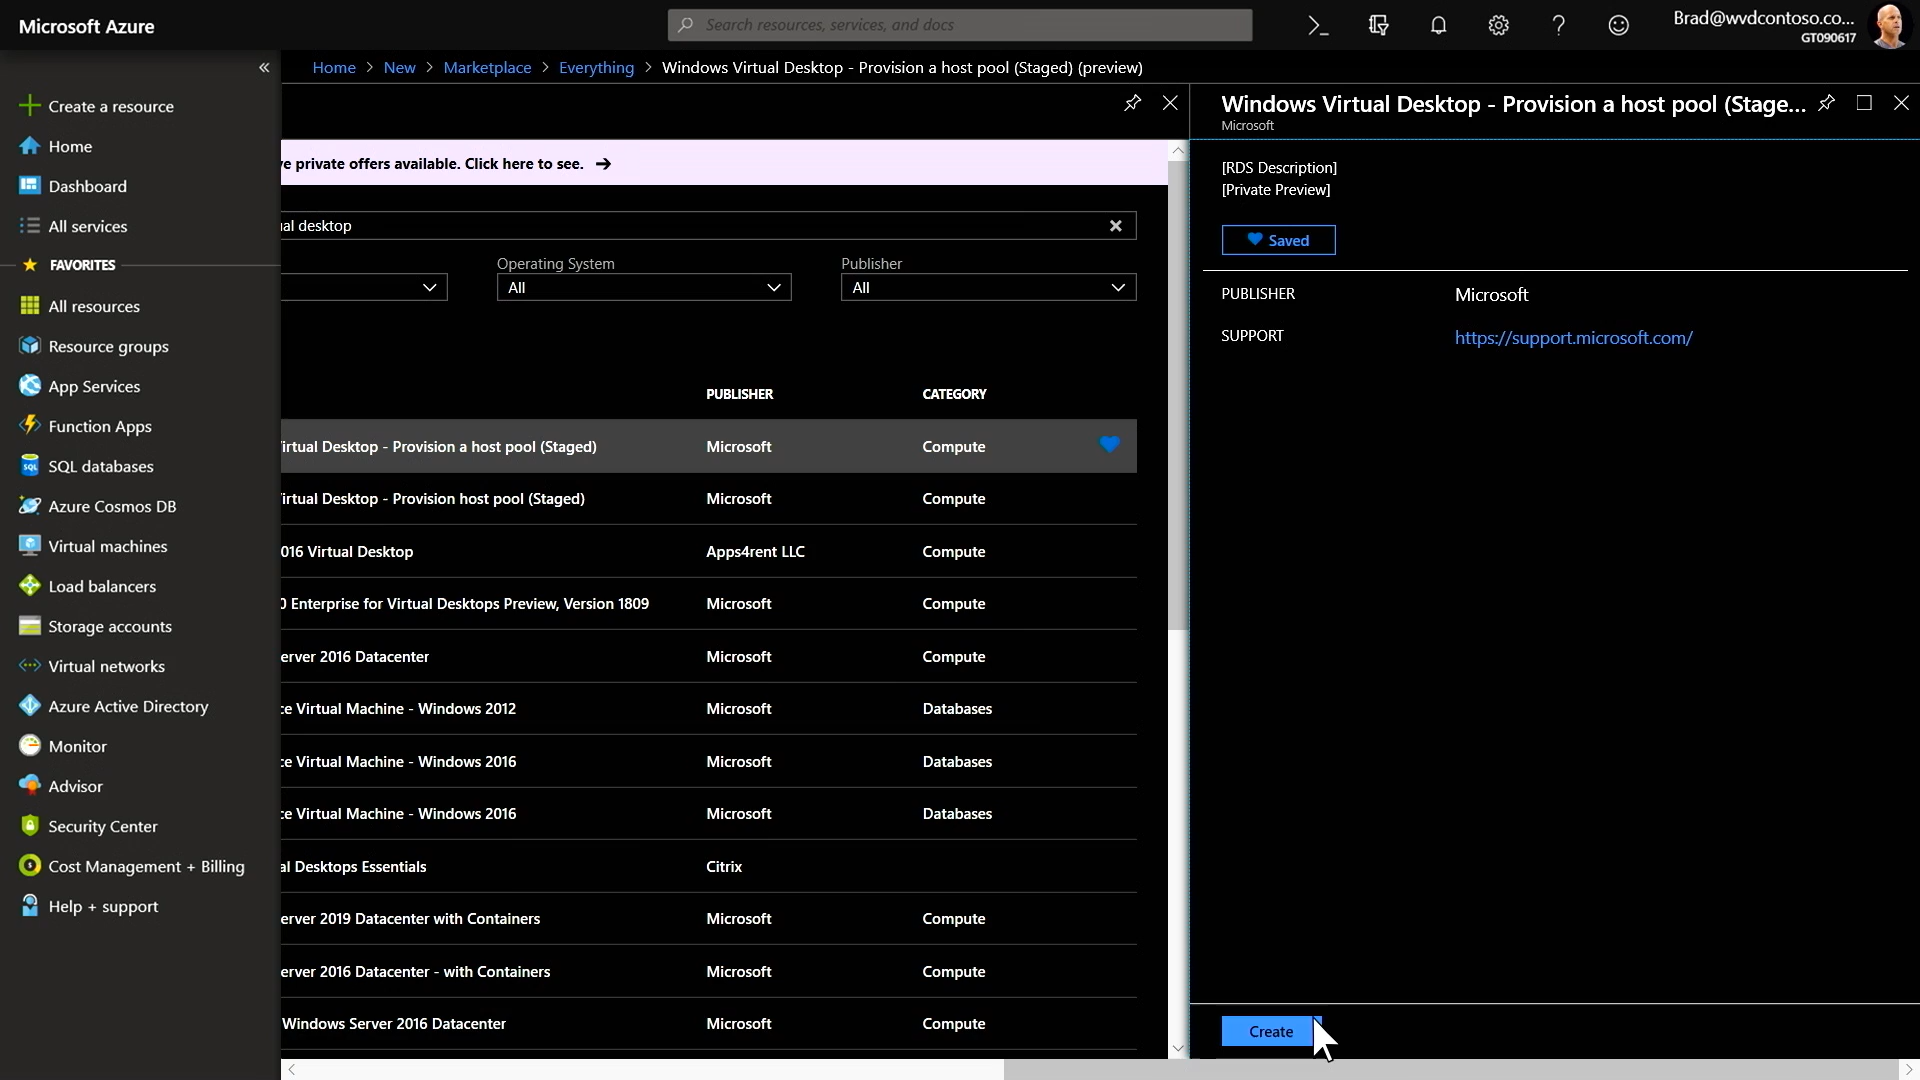 Microsoft Azure
Search resources, services, and docs
Brad@wvdcontoso.co...
GT090617
Home > New > Marketplace > Everything > Windows Virtual Desktop - Provision a host pool (Staged) (preview)
Create a resource
Home
Dashboard
All services
FAVORITES
All resources
Resource groups
App Services
Function Apps
SQL databases
Azure Cosmos DB
Virtual machines
Load balancers
Storage accounts
Virtual networks
Azure Active Directory
Monitor
Advisor
Security Center
Cost Management + Billing
Help + support
ve private offers available. Click here to see. →
ual desktop
Operating System
Publisher
All
All
PUBLISHER CATEGORY
Virtual Desktop - Provision a host pool (Staged) Microsoft Compute
Virtual Desktop - Provision host pool (Staged) Microsoft Compute
016 Virtual Desktop Apps4rent LLC Compute
0 Enterprise for Virtual Desktops Preview, Version 1809 Microsoft Compute
erver 2016 Datacenter Microsoft Compute
ce Virtual Machine - Windows 2012 Microsoft Databases
ce Virtual Machine - Windows 2016 Microsoft Databases
ce Virtual Machine - Windows 2016 Microsoft Databases
al Desktops Essentials Citrix
erver 2019 Datacenter with Containers Microsoft Compute
erver 2016 Datacenter - with Containers Microsoft Compute
Windows Server 2016 Datacenter Microsoft Compute
Windows Virtual Desktop - Provision a host pool (Stage...
Microsoft
[RDS Description]
[Private Preview]
Saved
PUBLISHER Microsoft
SUPPORT https://support.microsoft.com/
Create